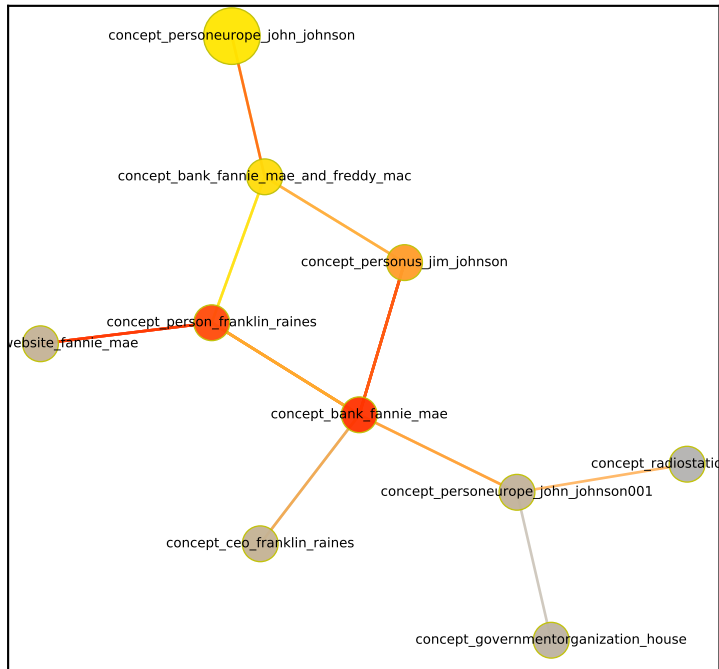 concept_personeurope_john_johnson
concept_bank_fannie_mae_and_freddy_mac
concept_personus_jim_johnson
concept_person_franklin_raines
website_fannie_mae
concept_bank_fannie_mae
concept_radiostatio
concept_personeurope_john_johnson001
concept_ceo_franklin_raines
concept_governmentorganization_house